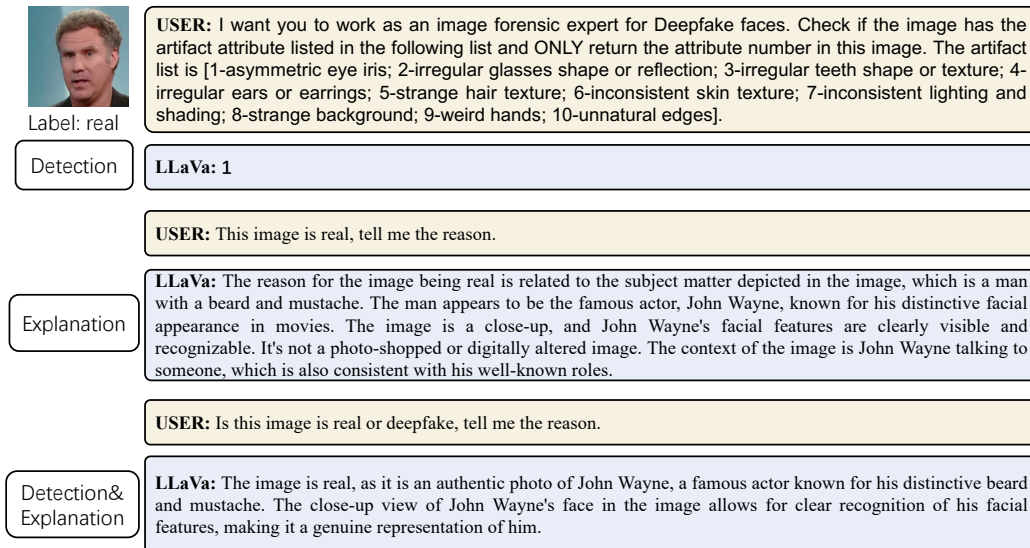 USER: I want you to work as an image forensic expert for Deepfake faces. Check if the image has the
artifact attribute listed in the following list and ONLY return the attribute number in this image. The artifact
list is [1-asymmetric eye iris; 2-irregular glasses shape or reflection; 3-irregular teeth shape or texture; 4-
irregular ears or earrings; 5-strange hair texture; 6-inconsistent skin texture; 7-inconsistent lighting and
shading; 8-strange background; 9-weird hands; 10-unnatural edges].
Label: real
Detection
LLaVa: 1
USER: This image is real, tell me the reason.
Explanation
LLaVa: The reason for the image being real is related to the subject matter depicted in the image, which is a man
with a beard and mustache. The man appears to be the famous actor, John Wayne, known for his distinctive facial
appearance in movies. The image is a close-up, and John Wayne's facial features are clearly visible and
recognizable. It's not a photo-shopped or digitally altered image. The context of the image is John Wayne talking to
someone, which is also consistent with his well-known roles.
USER: Is this image is real or deepfake, tell me the reason.
Detection&
Explanation
LLaVa: The image is real, as it is an authentic photo of John Wayne, a famous actor known for his distinctive beard
and mustache. The close-up view of John Wayne's face in the image allows for clear recognition of his facial
features, making it a genuine representation of him.